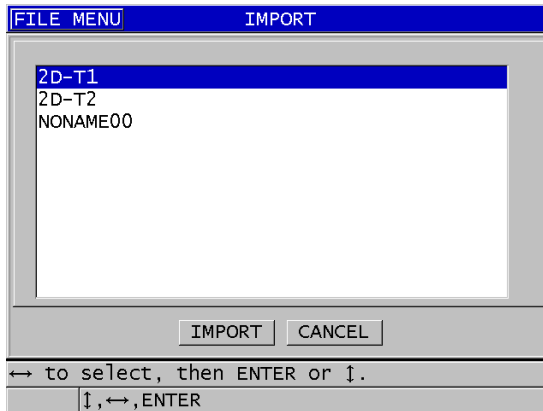 FILE MENU IMPORT
2D-T1
2D-T2
NONAME00
IMPORT CANCEL
↔ to select, then ENTER or ↕.
↕,↔,ENTER